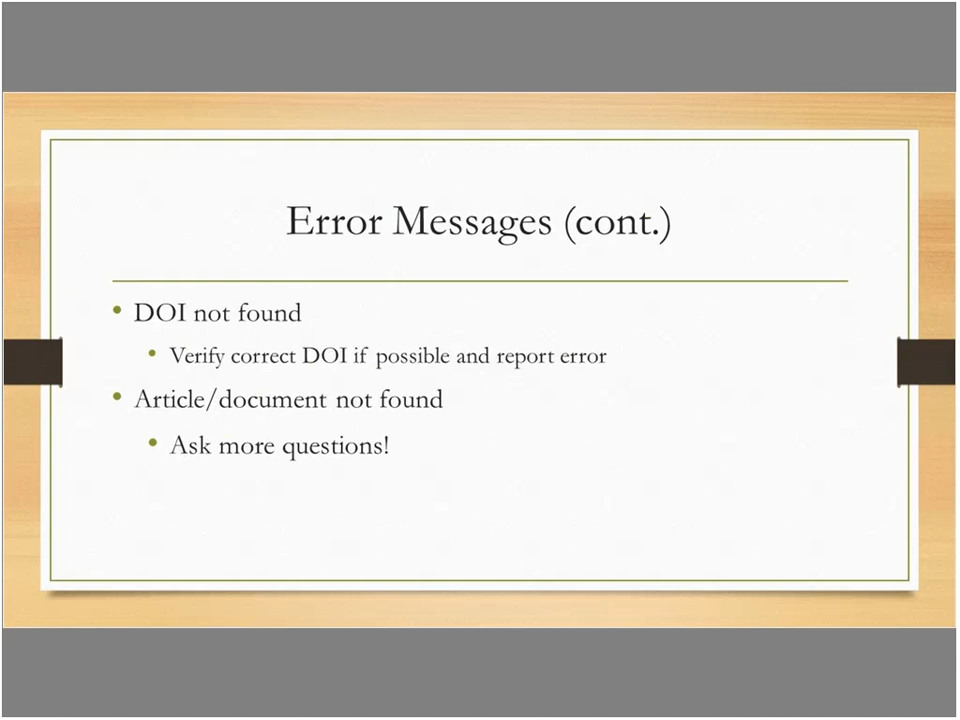 Error Messages (cont.)
• DOI not found
• Verify correct DOI if possible and report error
• Article/document not found
• Ask more questions!